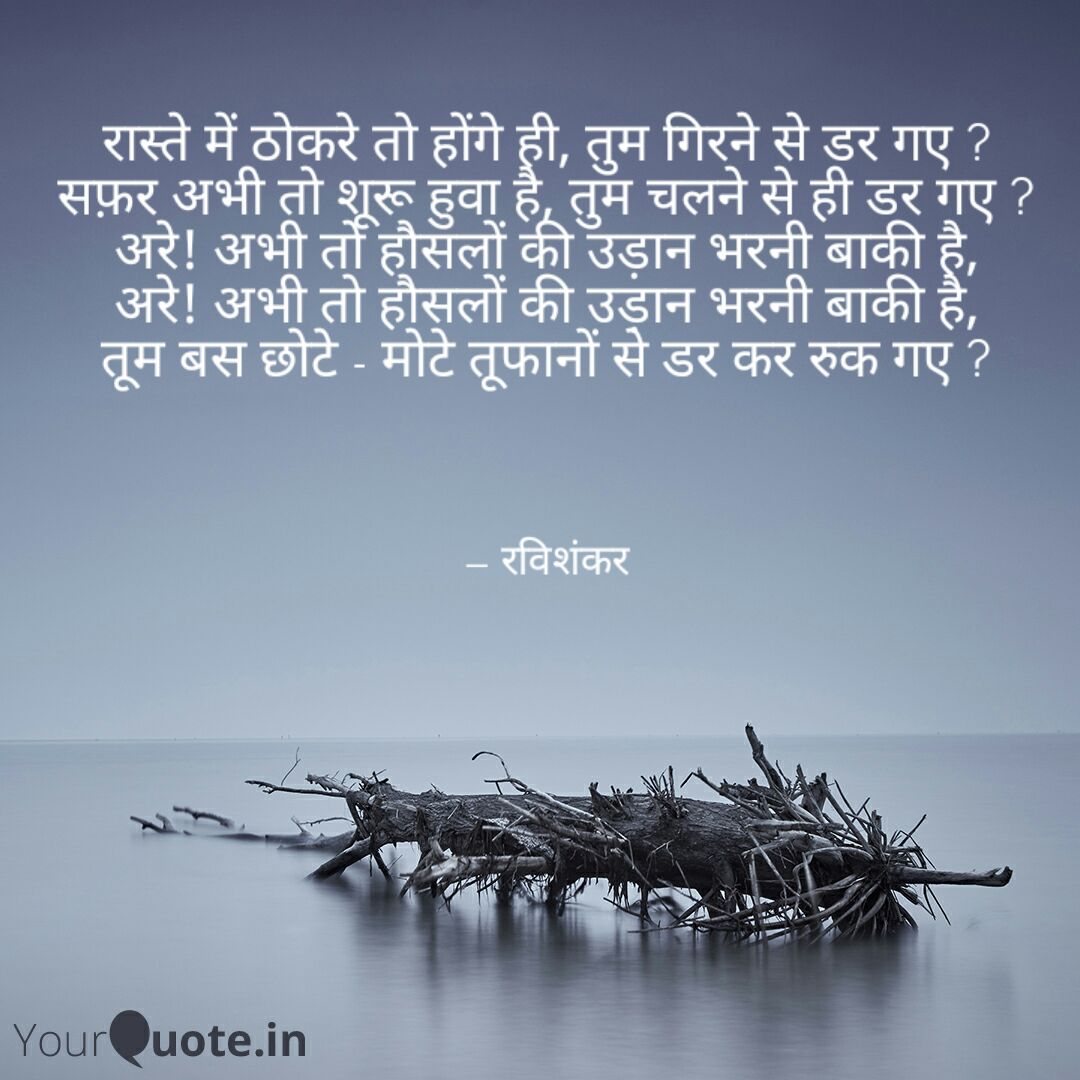 रास्ते में ठोकरे तो होंगे ही, तुम गिरने से डर गए ?
सफ़र अभी तो शूरू हुवा है, तुम चलने से ही डर गए ?
अरे! अभी तो हौसलों की उड़ान भरनी बाकी है,
अरे! अभी तो हौसलों की उड़ान भरनी बाकी है,
तूम बस छोटे - मोटे तूफानों से डर कर रुक गए ?
– रविशंकर
YourQuote.in